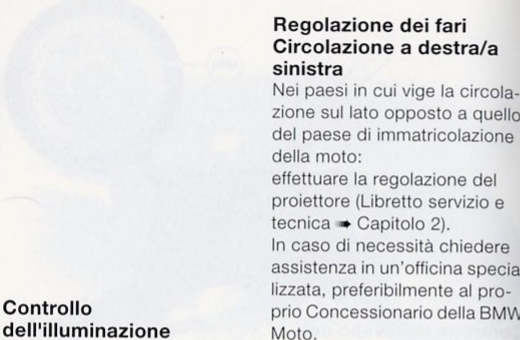 Controllo
dell'illuminazione
Regolazione dei fari
Circolazione a destra/a
sinistra
Nei paesi in cui vige la circola-
zione sul lato opposto a quello
del paese di immatricolazione
della moto:
effettuare la regolazione del
proiettore (Libretto servizio e
tecnica ➠ Capitolo 2).
In caso di necessità chiedere
assistenza in un'officina specia
lizzata, preferibilmente al pro-
prio Concessionario della BMW
Moto.